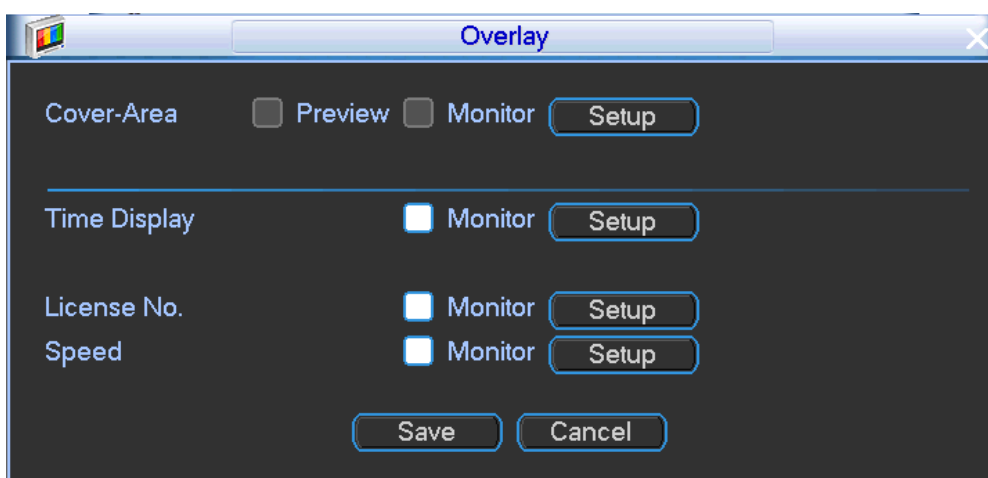 Overlay
Cover-Area Preview Monitor Setup
Time Display Monitor Setup
License No. Monitor Setup
Speed Monitor Setup
Save Cancel